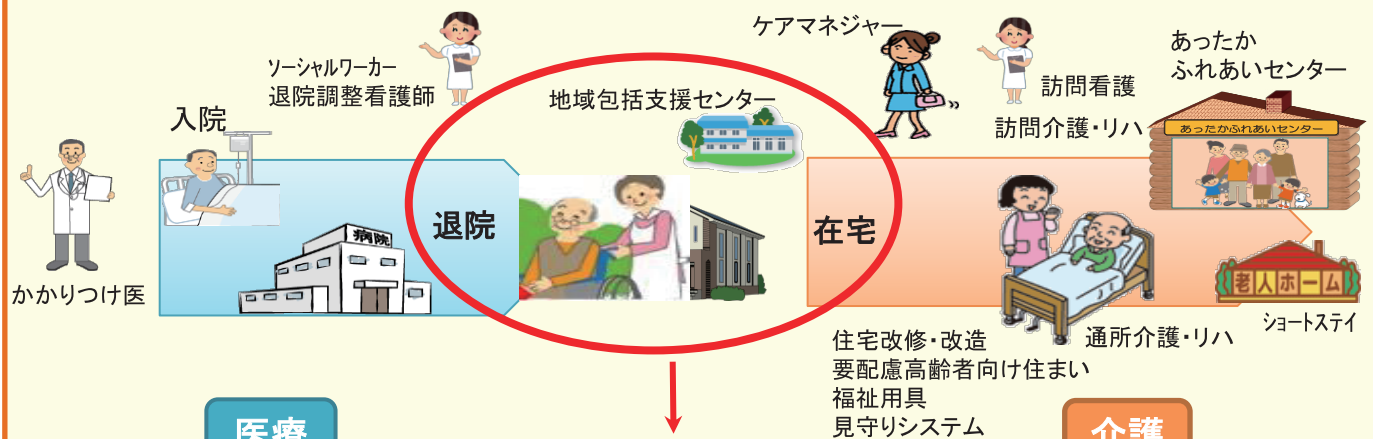 ケアマネジャー
あったか
ふれあいセンター
ソーシャルワーカー
退院調整看護師
地域包括支援センター
訪問看護
入院
訪問介護・リハ
あったかふれあいセンター
退院
在宅
病院
かかりつけ医
老人ホーム
ショートステイ
住宅改修・改造
通所介護・リハ
要配慮高齢者向け住まい
福祉用具
見守りシステム
医療
介護